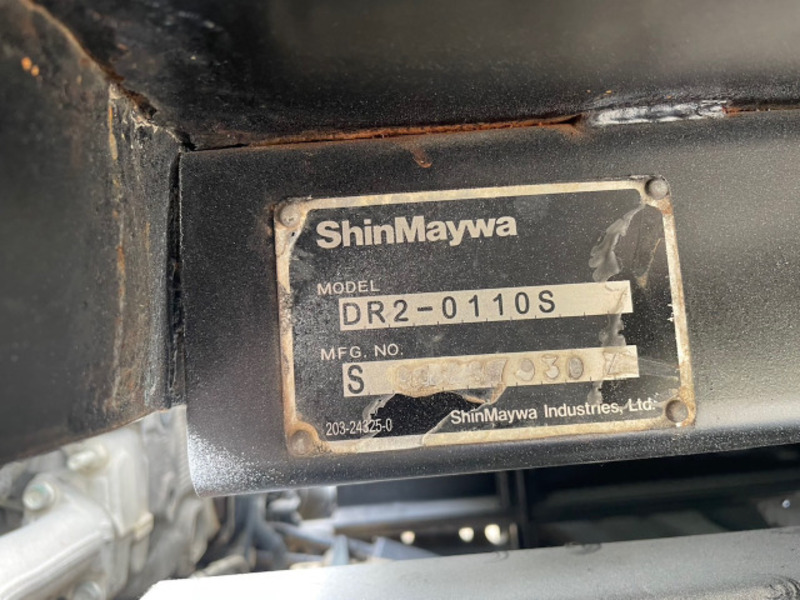 ShinMaywa
MODEL
DR2-0110S
MFG. NO.
S
203-24325-0
ShinMaywa Industries, Ltd.